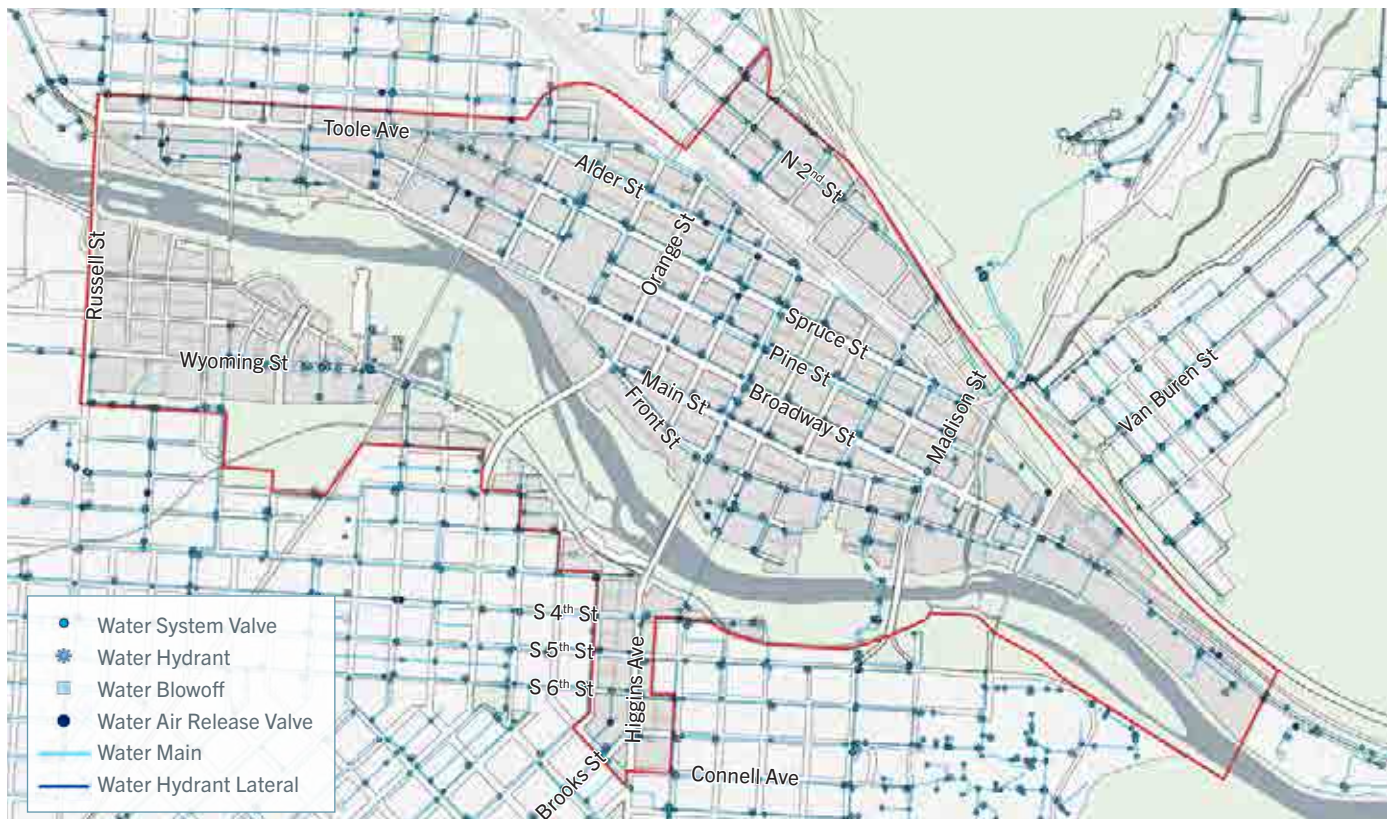 Toole Ave
Alder St
N 2nd St
Orange St
Russell St
Spruce St
Pine St
Wyoming St
Main St
Broadway St
Front St
Madison St
Van Buren St
S 4th St
S 5th St
S 6th St
Higgins Ave
Brooks St
Connell Ave
Water System Valve
Water Hydrant
Water Blowoff
Water Air Release Valve
Water Main
Water Hydrant Lateral